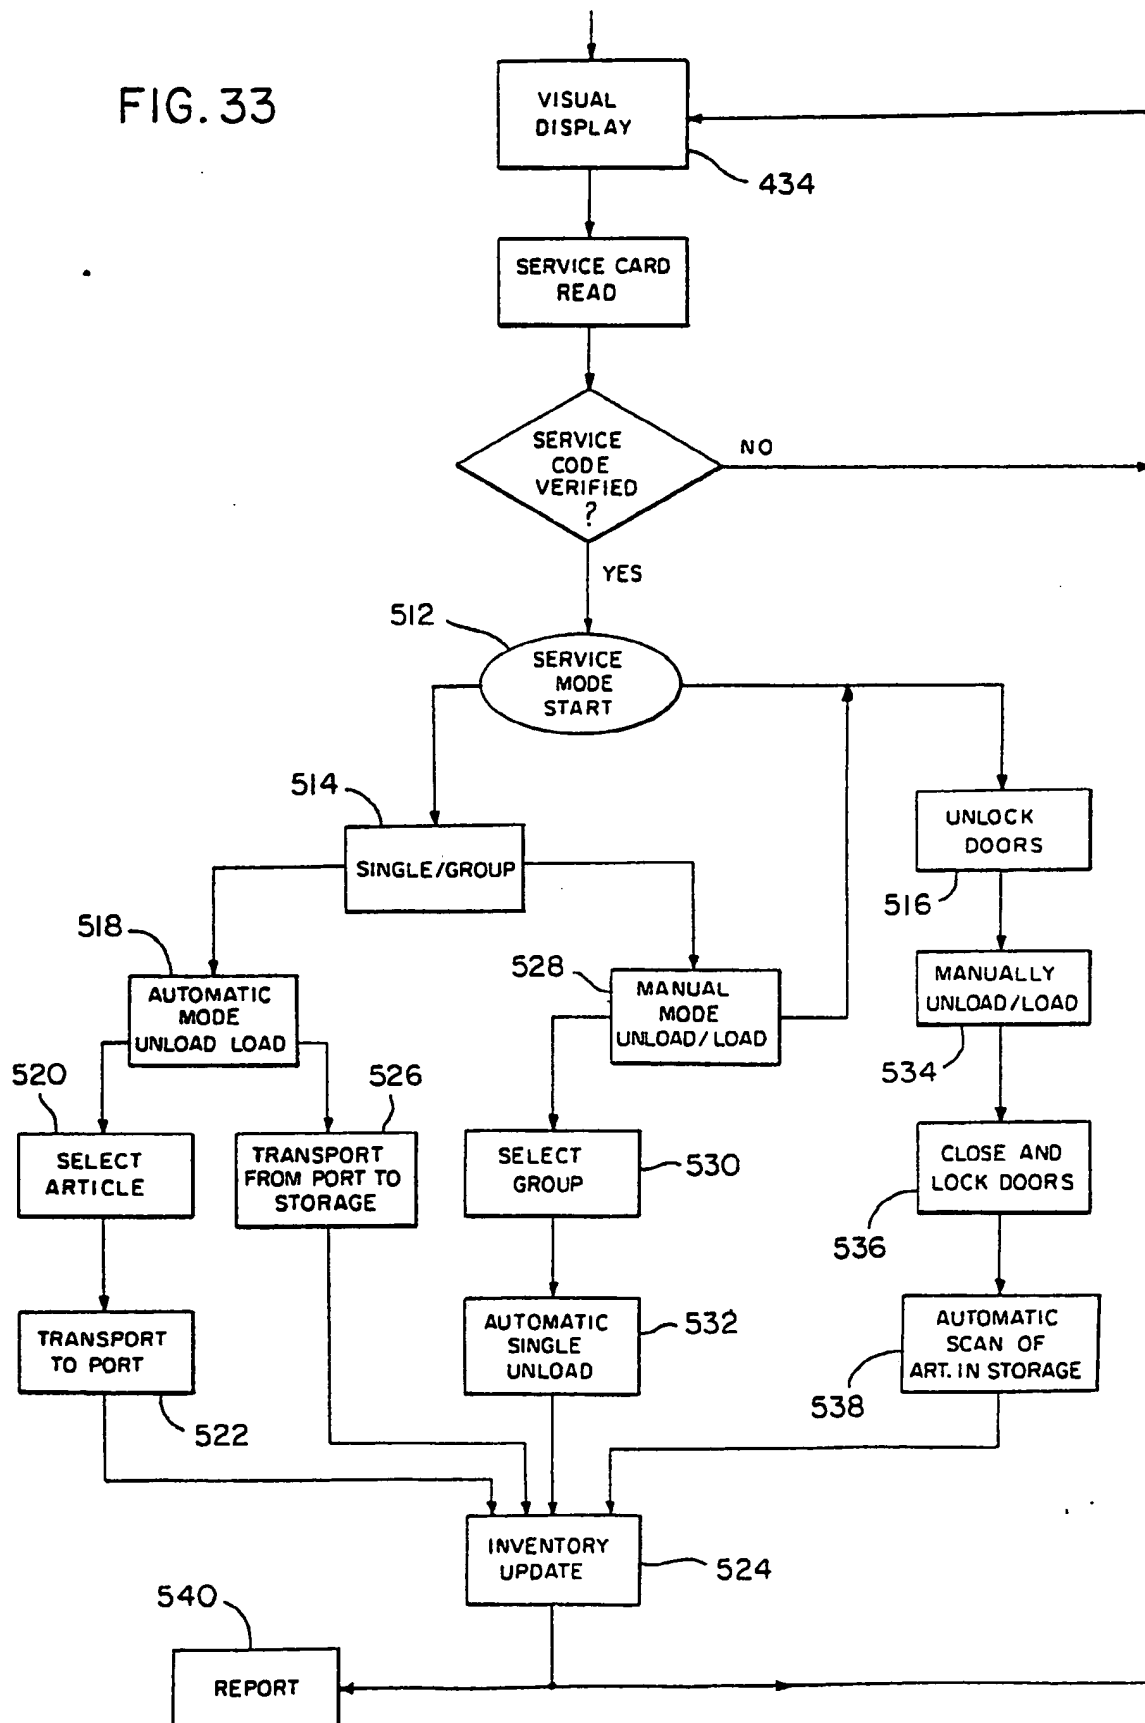 FIG. 33
VISUAL
DISPLAY
434
SERVICE CARD
READ
SERVICE
CODE
VERIFIED
?
NO
YES
512
SERVICE
MODE
START
514
SINGLE/GROUP
UNLOCK
DOORS
516
518
AUTOMATIC
MODE
UNLOAD LOAD
528
MANUAL
MODE
UNLOAD/LOAD
MANUALLY
UNLOAD/LOAD
534
520
SELECT
ARTICLE
526
TRANSPORT
FROM PORT TO
STORAGE
SELECT
GROUP
530
CLOSE AND
LOCK DOORS
536
TRANSPORT
TO PORT
522
AUTOMATIC
SINGLE
UNLOAD
532
AUTOMATIC
SCAN OF
ART. IN STORAGE
538
INVENTORY
UPDATE
524
540
REPORT